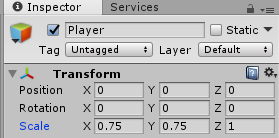 Inspector Services
Player Static
Tag Untagged Layer Default
Transform
Position X 0 Y 0 Z 0
Rotation X 0 Y 0 Z 0
Scale X 0.75 Y 0.75 Z 1